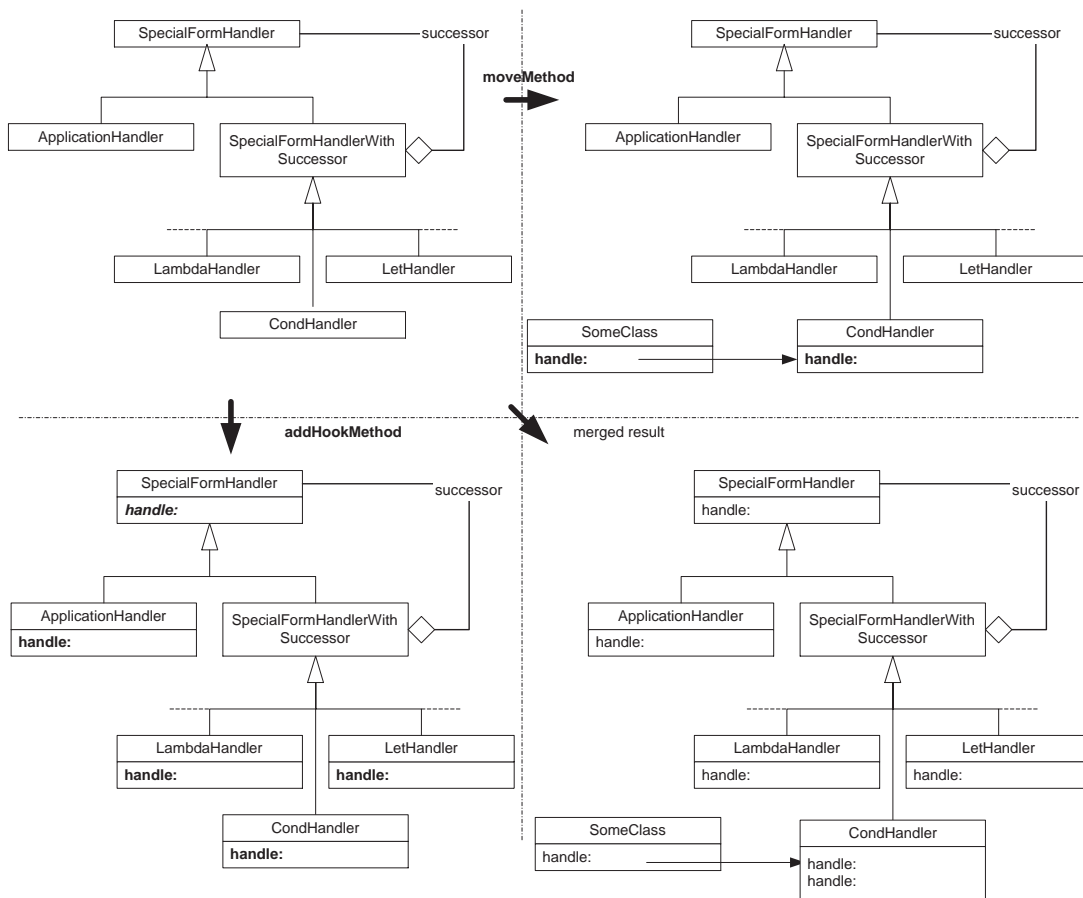 SpecialFormHandler
successor
ApplicationHandler
SpecialFormHandlerWith
Successor
LambdaHandler
LetHandler
CondHandler
moveMethod
SpecialFormHandler
successor
ApplicationHandler
SpecialFormHandlerWith
Successor
LambdaHandler
LetHandler
SomeClass
handle:
CondHandler
handle:
addHookMethod
SpecialFormHandler
handle:
successor
ApplicationHandler
handle:
SpecialFormHandlerWith
Successor
LambdaHandler
handle:
LetHandler
handle:
CondHandler
handle:
merged result
SpecialFormHandler
handle:
successor
ApplicationHandler
handle:
SpecialFormHandlerWith
Successor
LambdaHandler
handle:
LetHandler
handle:
SomeClass
handle:
CondHandler
handle:
handle: